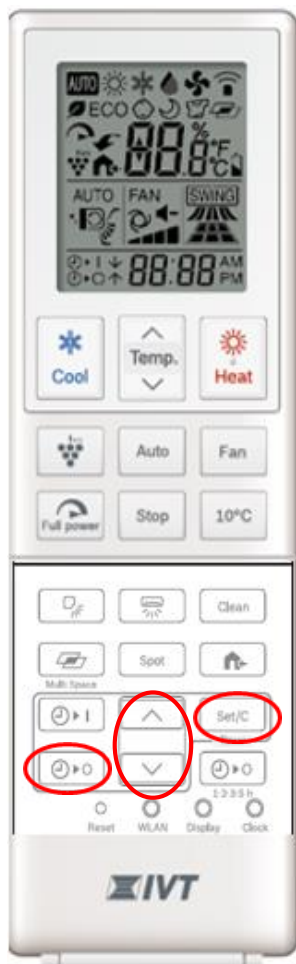 AUTO
ECO
88.8 % °F °C
AUTO FAN SWING
88:88 AM PM
Cool Temp. Heat
Auto Fan
Full power Stop 10°C
Clean
Spot
Multi Space
I Set/C
O O
1·2·3·5 h
Reset WLAN Display Clock
IVT